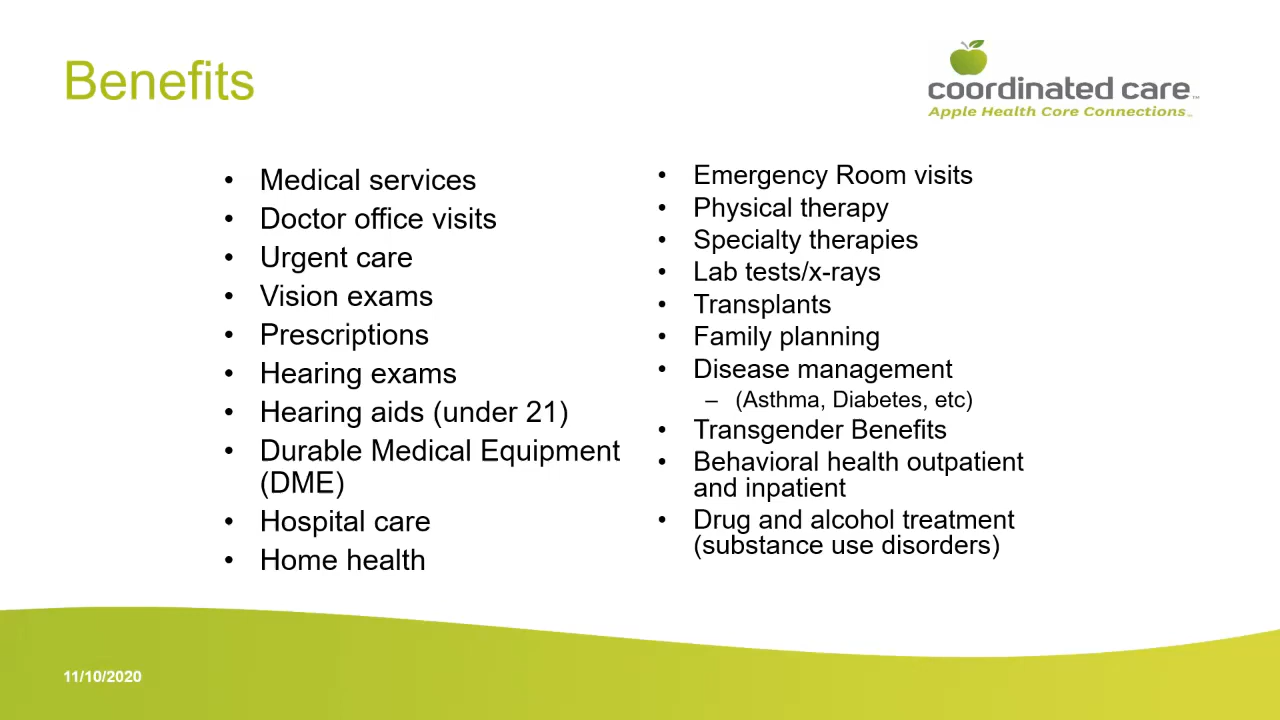 Benefits
coordinated care™
Apple Health Core Connections™
• Medical services
• Doctor office visits
• Urgent care
• Vision exams
• Prescriptions
• Hearing exams
• Hearing aids (under 21)
• Durable Medical Equipment
(DME)
• Hospital care
• Home health
• Emergency Room visits
• Physical therapy
• Specialty therapies
• Lab tests/x-rays
• Transplants
• Family planning
• Disease management
– (Asthma, Diabetes, etc)
• Transgender Benefits
• Behavioral health outpatient
and inpatient
• Drug and alcohol treatment
(substance use disorders)
11/10/2020